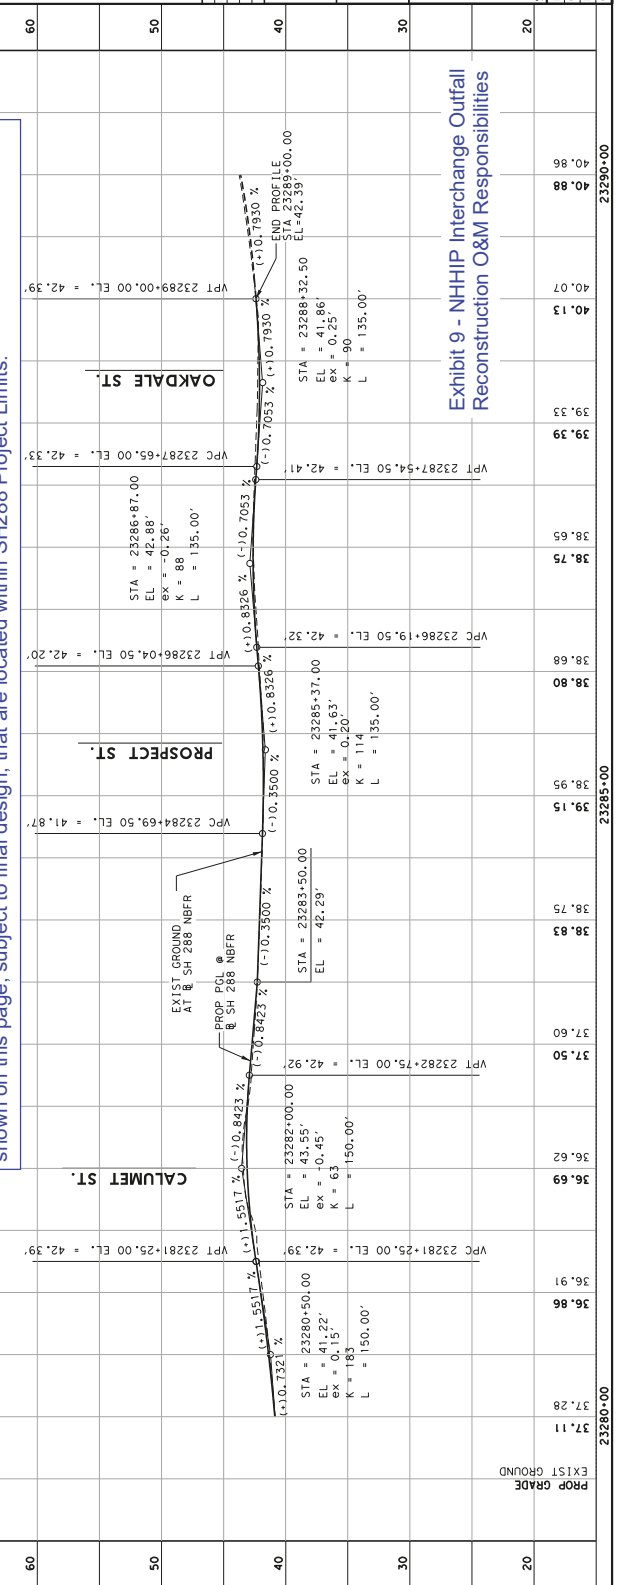 shown on this page, subject to final design, that are located within SH288 Project Limits.
Exhibit 9 - NHHIP Interchange Outfall
Reconstruction O&M Responsibilities
60
50
40
30
20
60
50
40
30
20
(+)0.7321 %
STA = 23280+50.00
EL = 41.22'
ex = 0.15'
K = 183
L = 150.00'
(+)1.5517 %
VPT 23281+25.00 EL. = 42.39'
VPC 23281+25.00 EL. = 42.39'
(+)1.5517 %
CALUMET ST.
STA = 23282+00.00
EL = 43.55'
ex = -0.45'
K = 63
L = 150.00'
(-)0.8423 %
VPT 23282+75.00 EL. = 42.92'
(-)0.8423 %
PROP PGL @
℄ SH 288 NBFR
EXIST GROUND
AT ℄ SH 288 NBFR
STA = 23283+50.00
EL = 42.29'
(-)0.3500 %
VPC 23284+69.50 EL. = 41.87'
(-)0.3500 %
PROSPECT ST.
STA = 23285+37.00
EL = 41.63'
ex = 0.20'
K = 114
L = 135.00'
(+)0.8326 %
VPT 23286+04.50 EL. = 42.20'
VPC 23286+19.50 EL. = 42.32'
(+)0.8326 %
STA = 23286+87.00
EL = 42.88'
ex = -0.26'
K = 88
L = 135.00'
(-)0.7053 %
VPT 23287+54.50 EL. = 42.41'
VPC 23287+65.00 EL. = 42.33'
(-)0.7053 %
OAKDALE ST.
STA = 23288+32.50
EL = 41.86'
ex = 0.25'
K = 90
L = 135.00'
(+)0.7930 %
VPT 23289+00.00 EL. = 42.39'
(+)0.7930 %
END PROFILE
STA 23289+00.00
EL=42.39'
EXIST GROUND
PROP GRADE
37.28
37.11
36.91
36.86
36.62
36.69
37.60
37.50
38.75
38.83
38.95
39.15
38.68
38.80
38.65
38.75
39.33
39.39
40.07
40.13
40.86
40.88
23280+00
23285+00
23290+00